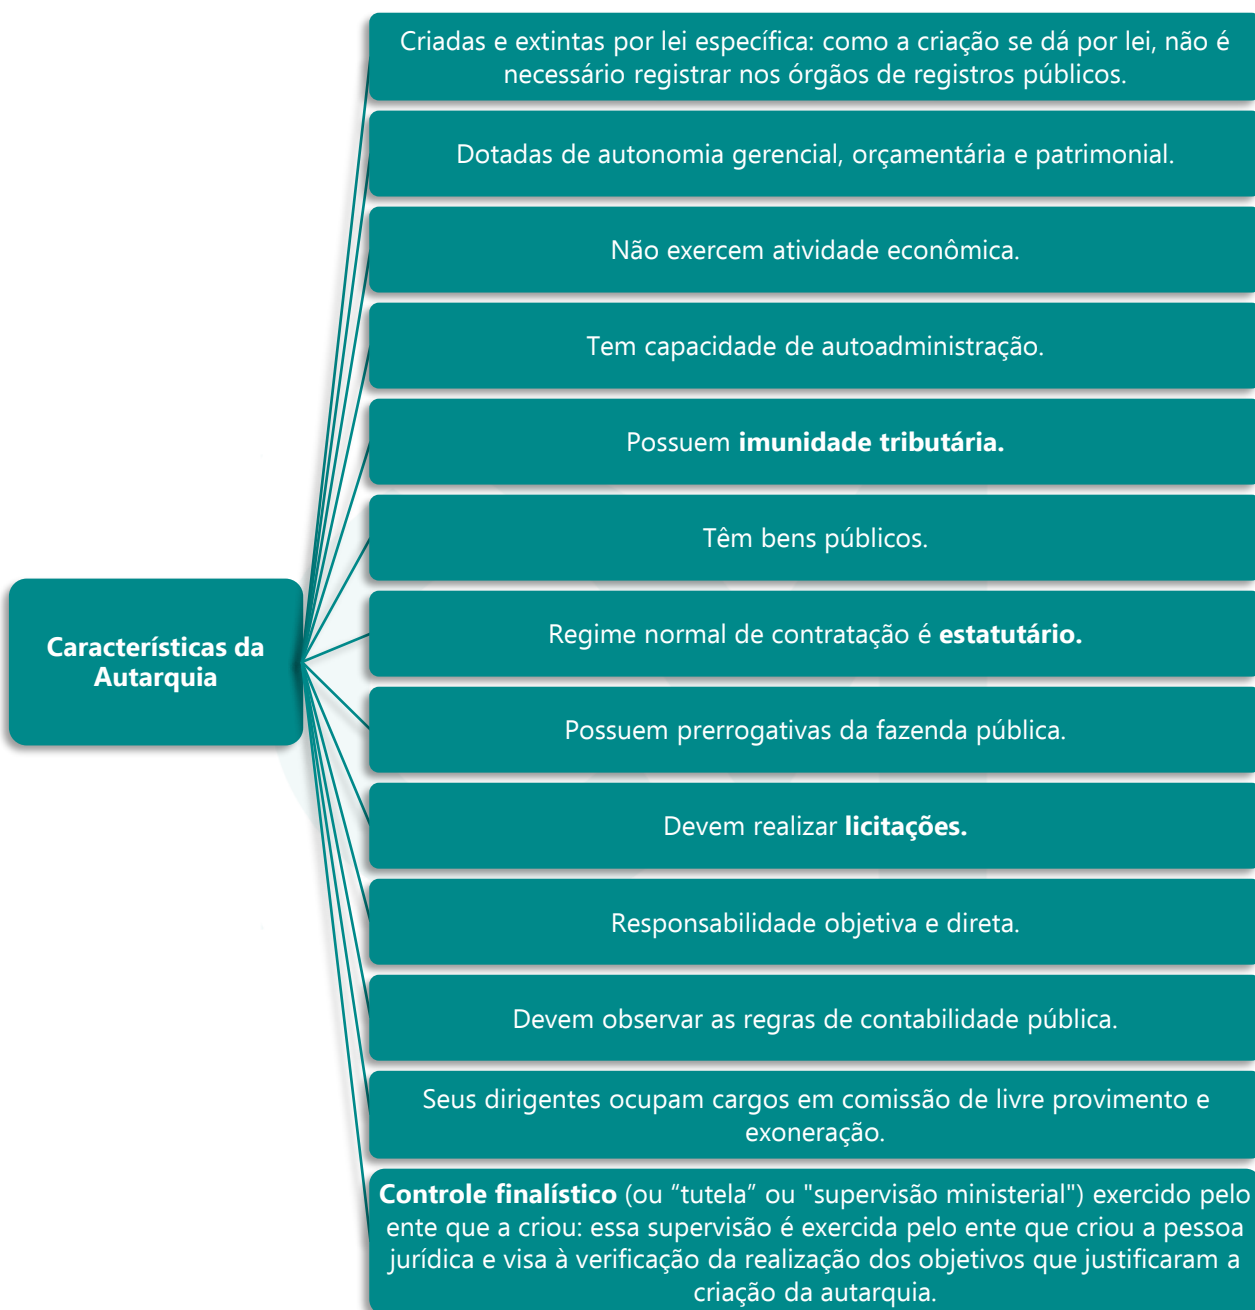 Criadas e extintas por lei específica: como a criação se dá por lei, não é
necessário registrar nos órgãos de registros públicos.
Dotadas de autonomia gerencial, orçamentária e patrimonial.
Não exercem atividade econômica.
Tem capacidade de autoadministração.
Possuem imunidade tributária.
Têm bens públicos.
Regime normal de contratação é estatutário.
Características da
Autarquia
Possuem prerrogativas da fazenda pública.
Devem realizar licitações.
Responsabilidade objetiva e direta.
Devem observar as regras de contabilidade pública.
Seus dirigentes ocupam cargos em comissão de livre provimento e
exoneração.
Controle finalístico (ou “tutela” ou "supervisão ministerial") exercido pelo
ente que a criou: essa supervisão é exercida pelo ente que criou a pessoa
jurídica e visa à verificação da realização dos objetivos que justificaram a
criação da autarquia.